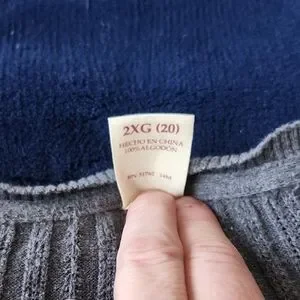 2XG (20)
HECHO EN CHINA
100% ALGODÓN